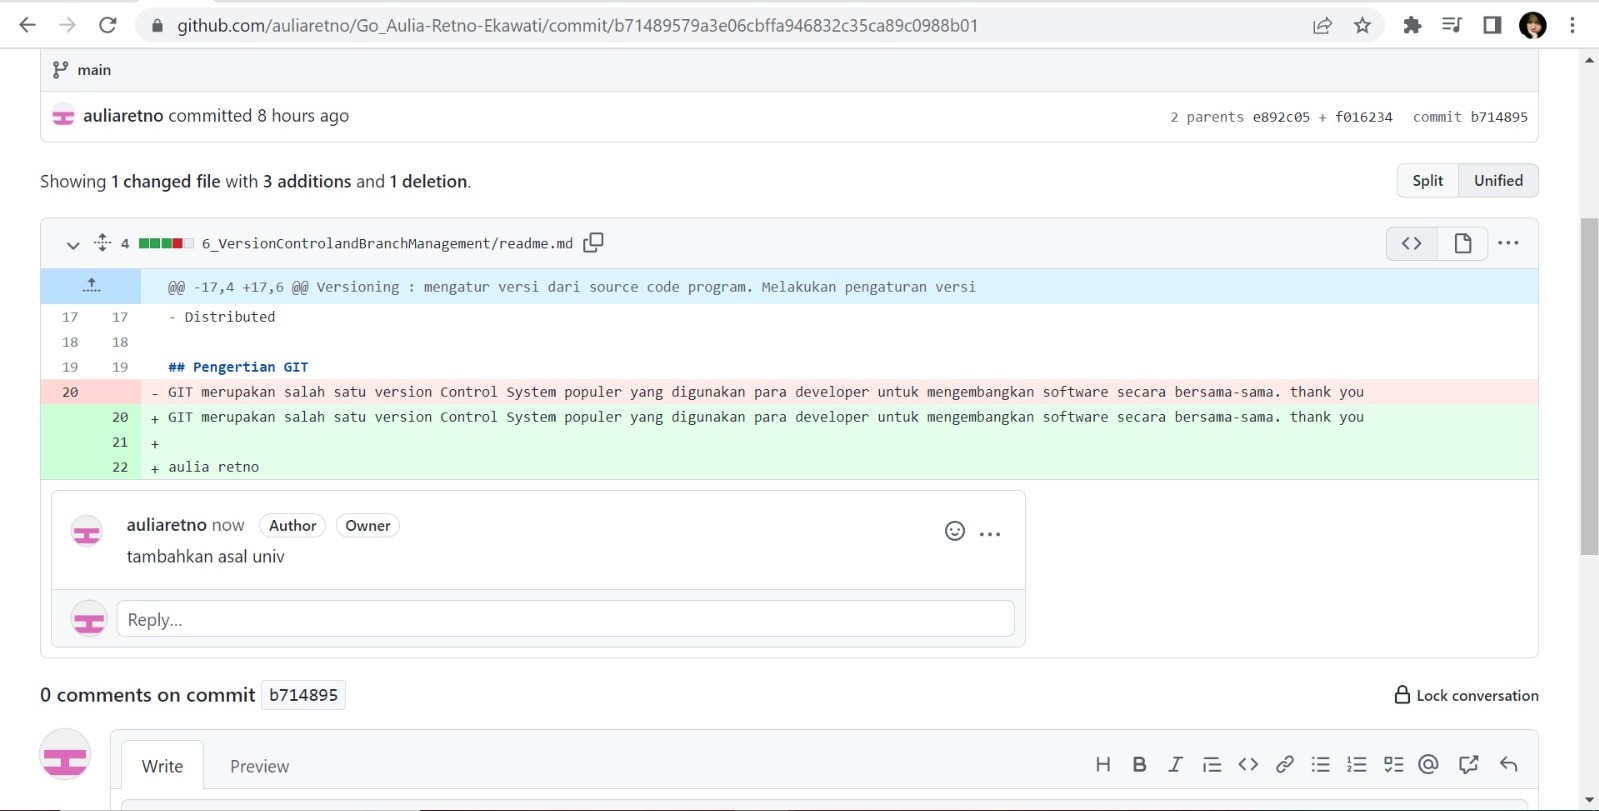 github.com/auliaretno/Go_Aulia-Retno-Ekawati/commit/b71489579a3e06cbffa946832c35ca89c0988b01
main
auliaretno committed 8 hours ago 2 parents e892c05 + f016234 commit b714895
Showing 1 changed file with 3 additions and 1 deletion. Split Unified
4 6_VersionControlandBranchManagement/readme.md
@@ -17,4 +17,6 @@ Versioning : mengatur versi dari source code program. Melakukan pengaturan versi
17 17 - Distributed
18 18
19 19 ## Pengertian GIT
20 - GIT merupakan salah satu version Control System populer yang digunakan para developer untuk mengembangkan software secara bersama-sama. thank you
20 + GIT merupakan salah satu version Control System populer yang digunakan para developer untuk mengembangkan software secara bersama-sama. thank you
21 +
22 + aulia retno
auliaretno now Author Owner
tambahkan asal univ
Reply...
0 comments on commit b714895 Lock conversation
Write Preview